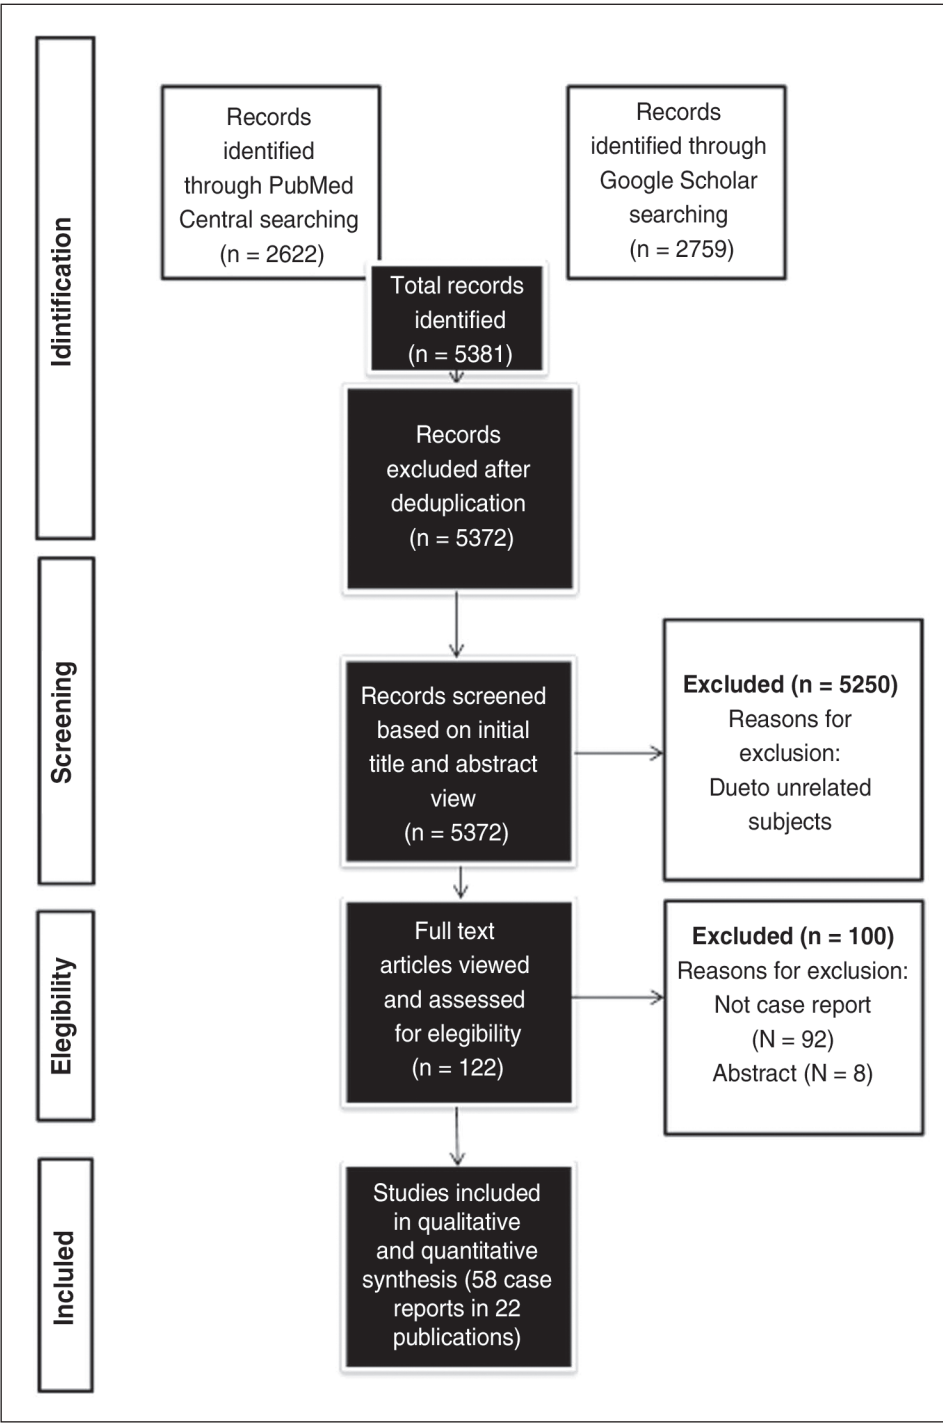 Idintification
Records
identified
through PubMed
Central searching
(n = 2622)
Records
identified through
Google Scholar
searching
(n = 2759)
Total records
identified
(n = 5381)
Records
excluded after
deduplication
(n = 5372)
Screening
Records screened
based on initial
title and abstract
view
(n = 5372)
Excluded (n = 5250)
Reasons for
exclusion:
Dueto unrelated
subjects
Elegibility
Full text
articles viewed
and assessed
for elegibility
(n = 122)
Excluded (n = 100)
Reasons for exclusion:
Not case report
(N = 92)
Abstract (N = 8)
Included
Studies included
in qualitative
and quantitative
synthesis (58 case
reports in 22
publications)